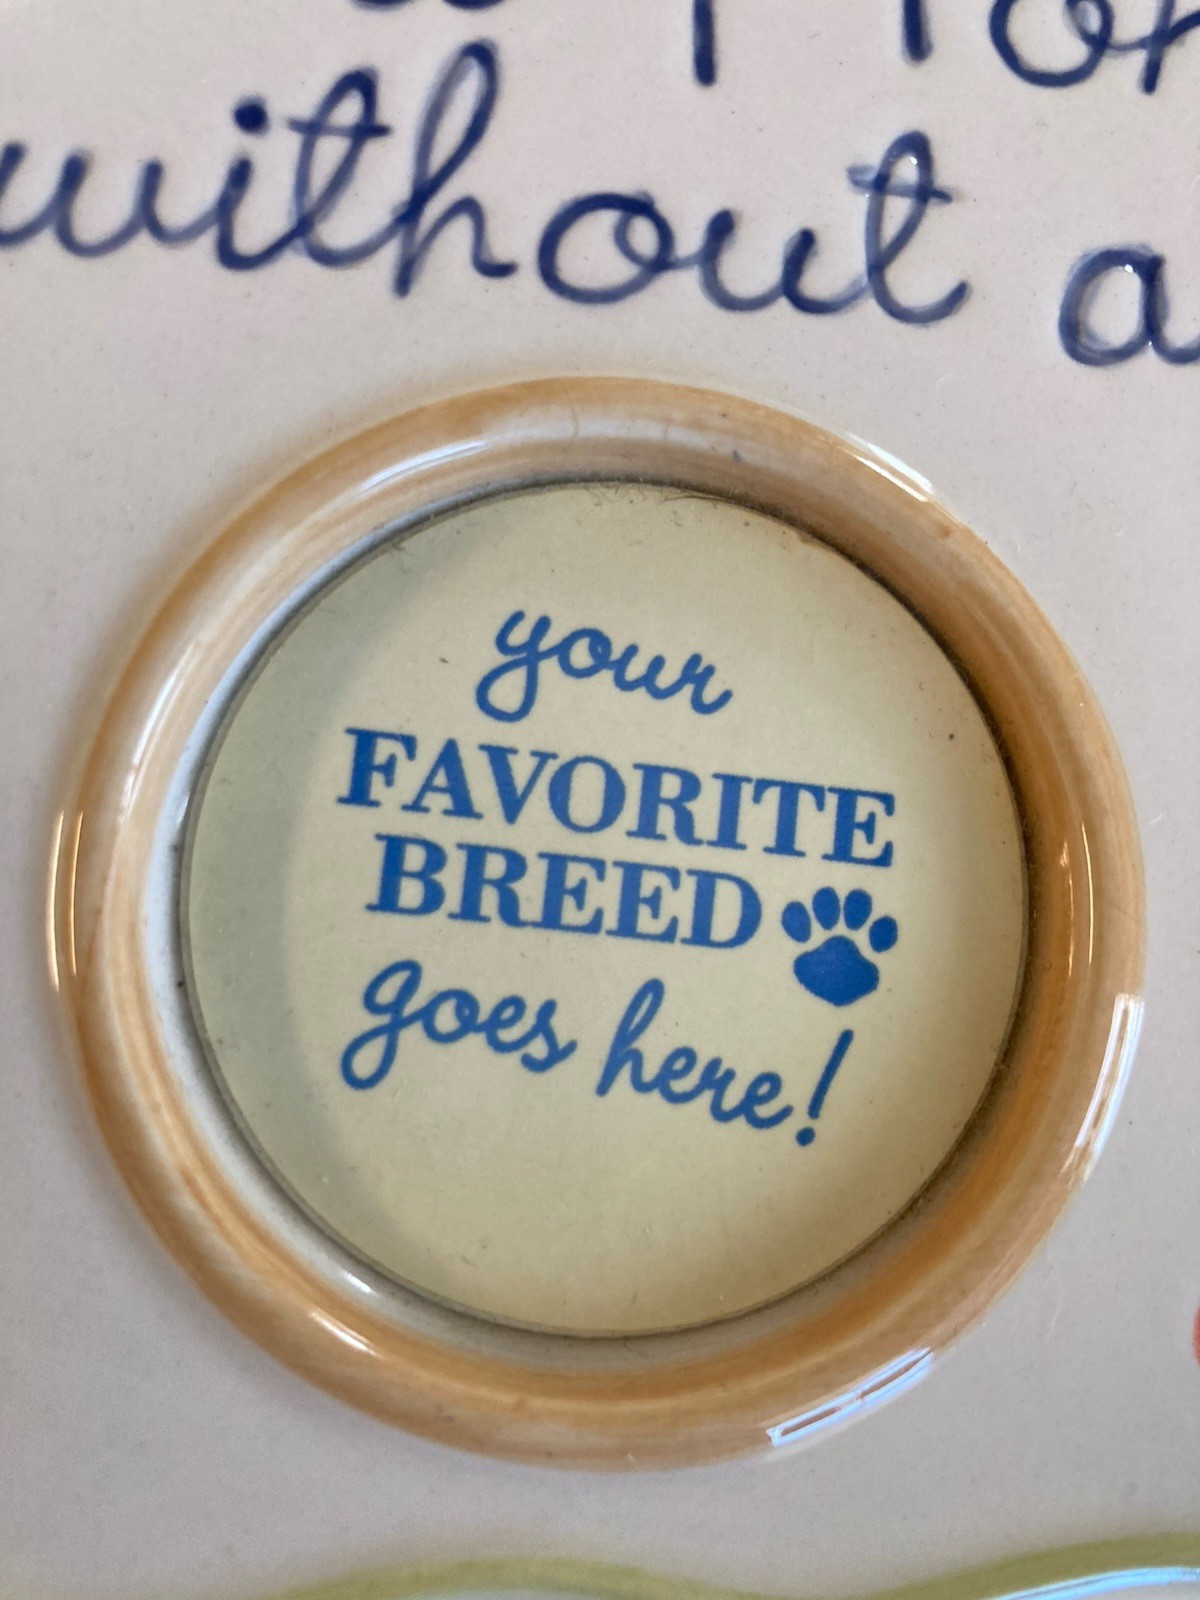 without a
your
FAVORITE
BREED
goes here!